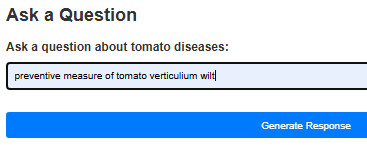 Ask a Question
Ask a question about tomato diseases:
preventive measure of tomato verticulium wilt
Generate Response